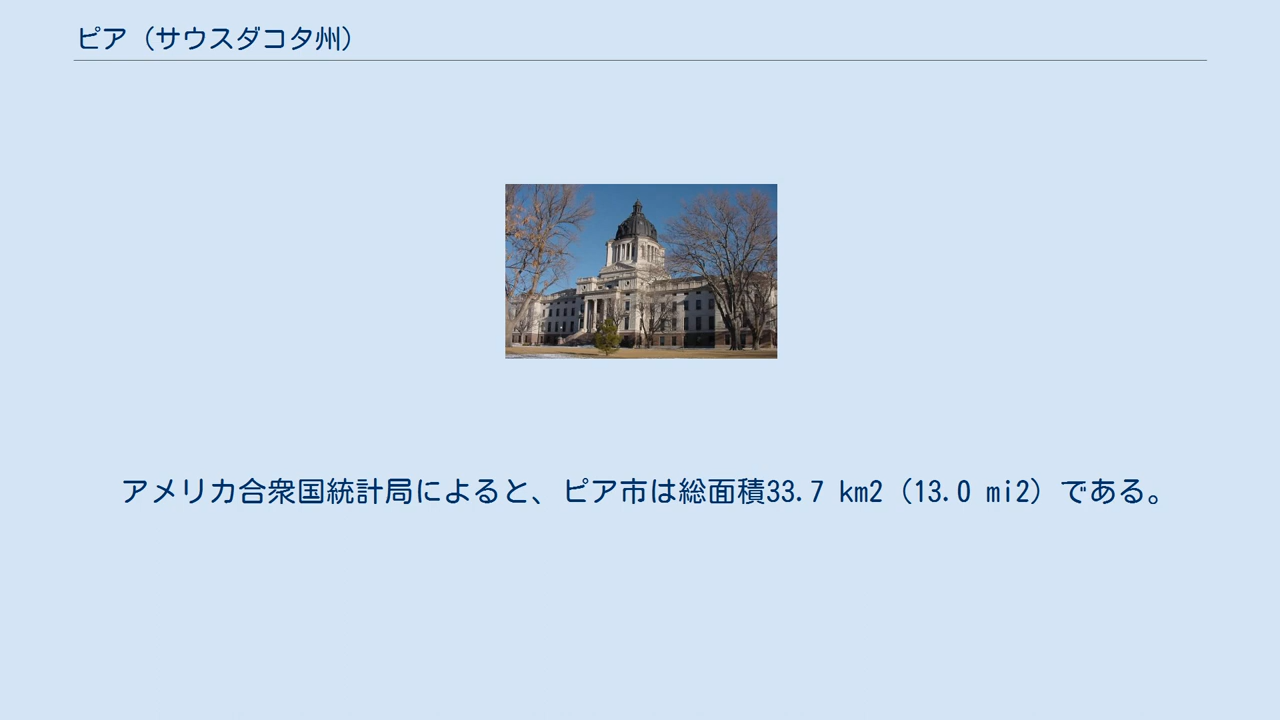 ピア（サウスダコタ州）
アメリカ合衆国統計局によると、ピア市は総面積33.7 km2（13.0 mi2）である。